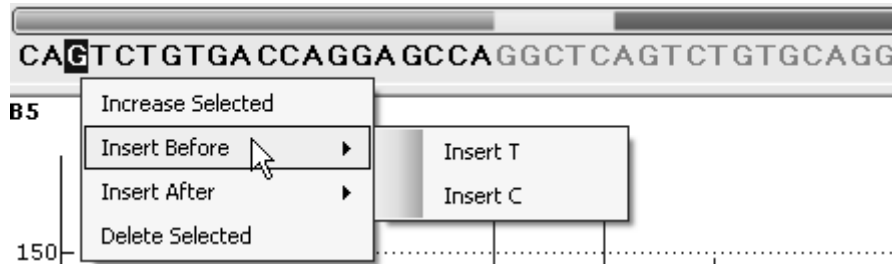 CAGTCTGTGACCAGGAGCCAGGCTCAGTCTGTGCAGG
B5
Increase Selected
Insert Before
Insert T
Insert After
Insert C
Delete Selected
150